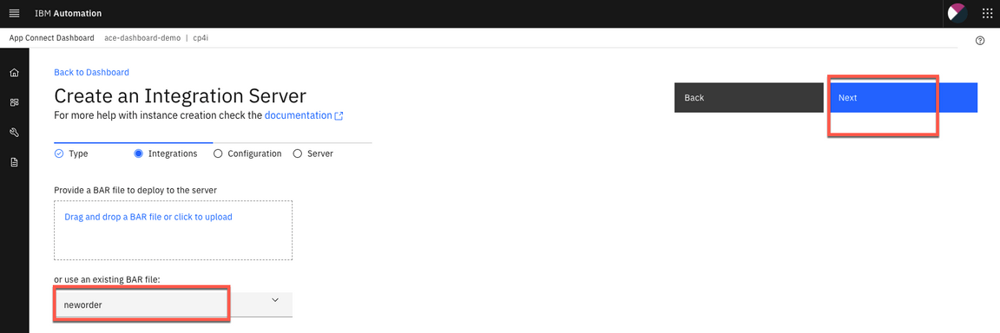 IBM Automation
App Connect Dashboard ace-dashboard-demo | cp4i
Back to Dashboard
Create an Integration Server
For more help with instance creation check the documentation
Back
Next
Type Integrations Configuration Server
Provide a BAR file to deploy to the server
Drag and drop a BAR file or click to upload
or use an existing BAR file:
neworder